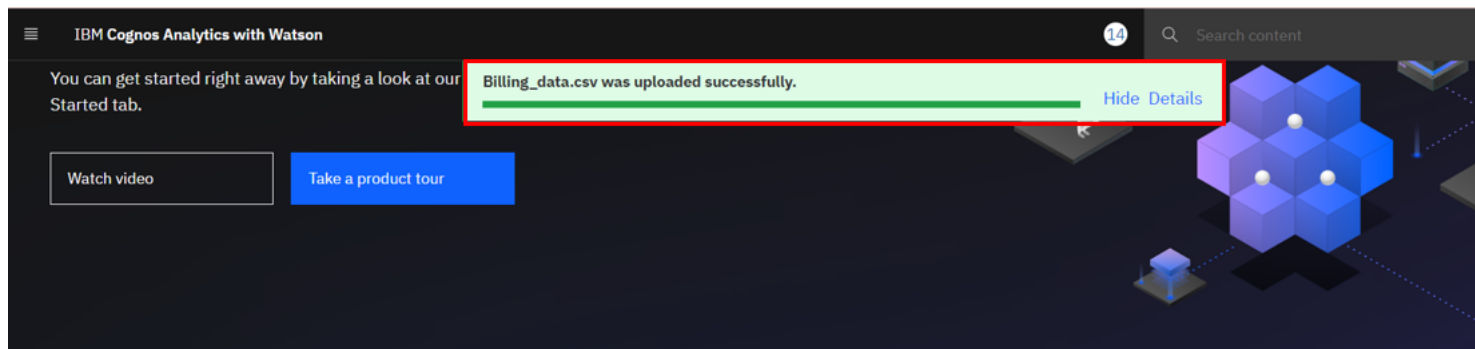 IBM Cognos Analytics with Watson
14
Search content
You can get started right away by taking a look at our
Started tab.
Billing_data.csv was uploaded successfully.
Hide Details
Watch video
Take a product tour